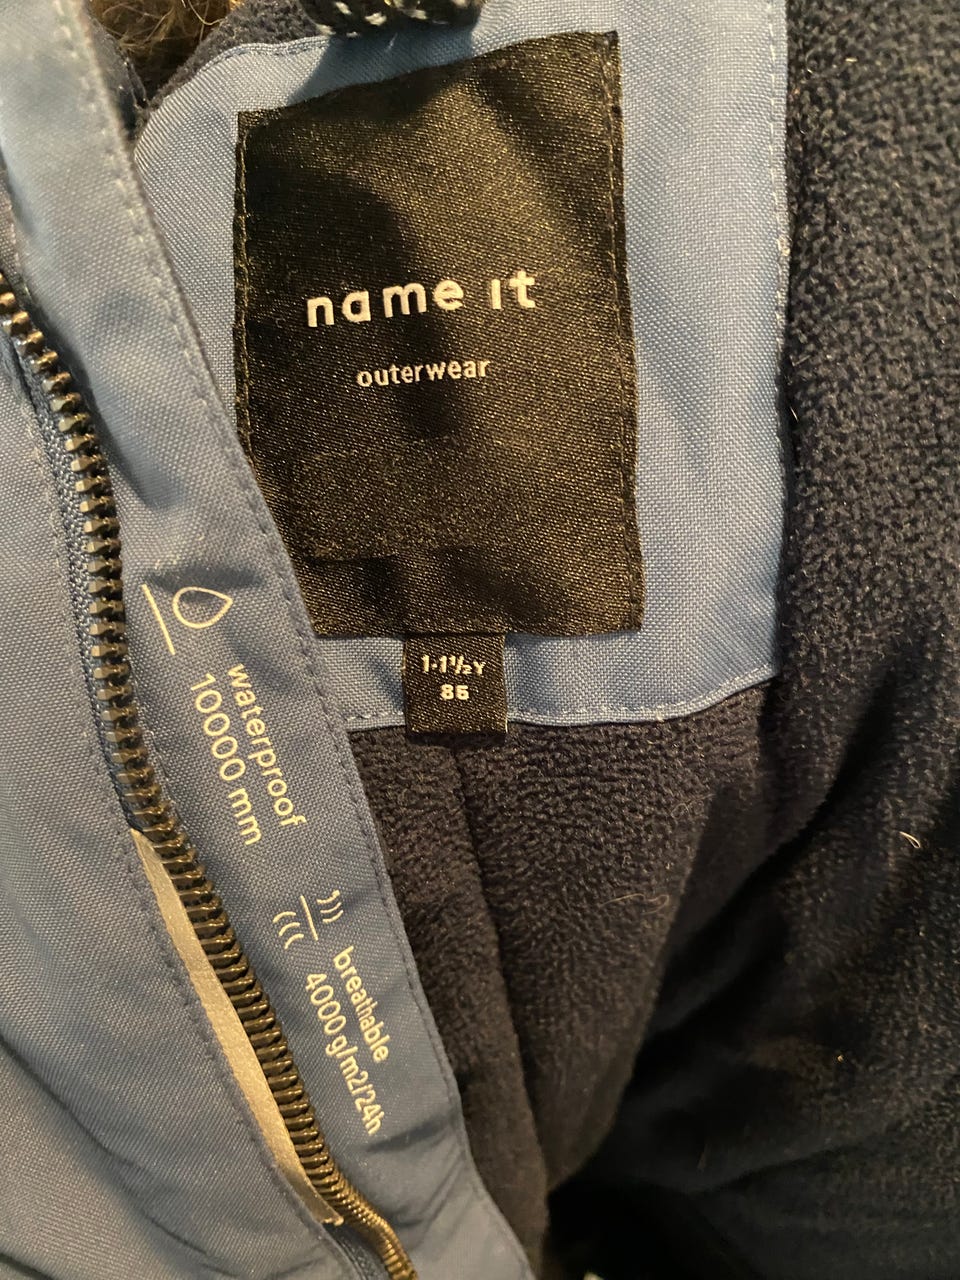 name it
outerwear
1-1½Y
86
waterproof
10000 mm
breathable
4000 g/m2/24h